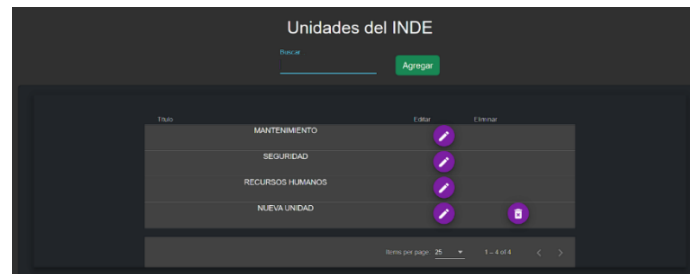 Unidades del INDE
Buscar
Agregar
Titulo Editar Eliminar
MANTENIMIENTO
SEGURIDAD
RECURSOS HUMANOS
NUEVA UNIDAD
Items per page 25 1 – 4 of 4